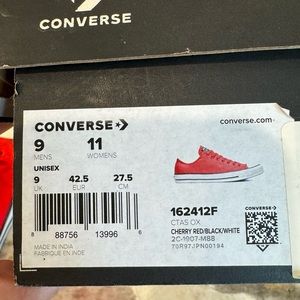 CONVERSE
CONVERSE
converse.com
9 11
MENS WOMENS
UNISEX
9 42.5 27.5
UK EUR CM
162412F
CTAS OX
CHERRY RED/BLACK/WHITE
2C-1907-MBB
70R97JPN00194
8 88756 13996 6
MADE IN INDIA
FABRIQUÉ EN INDE